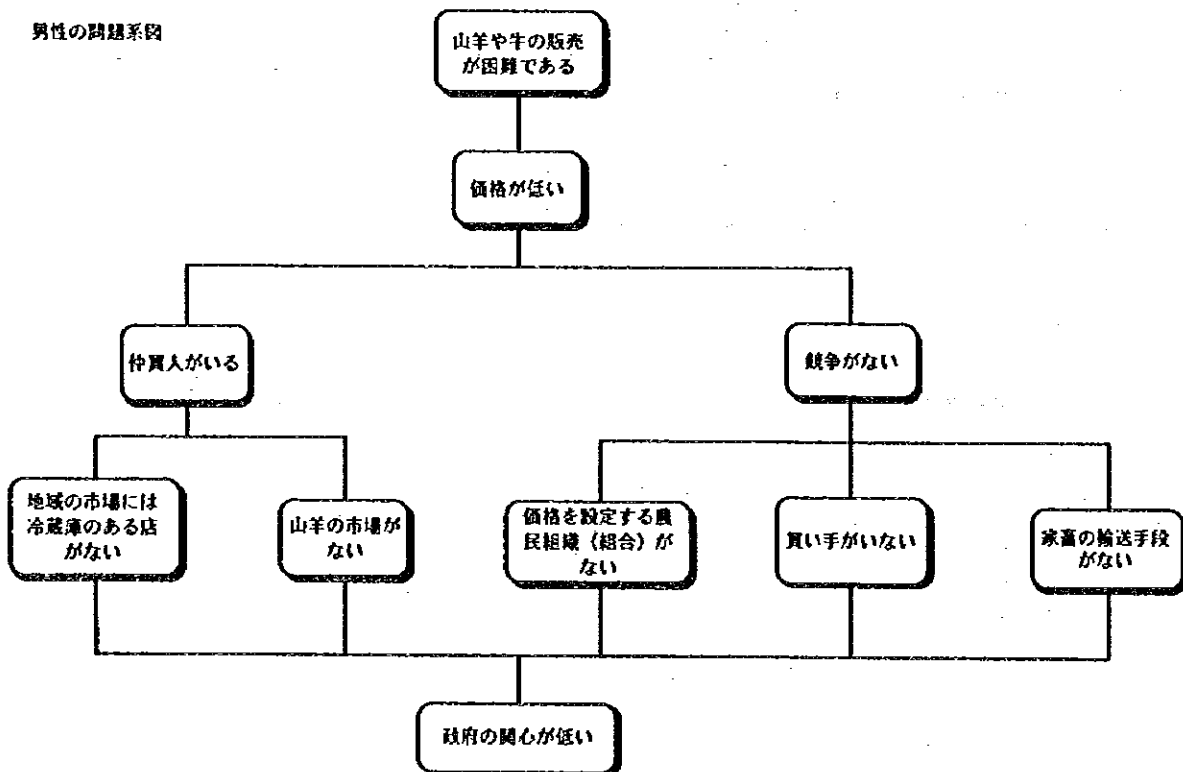 男性の問題系図
山羊や牛の販売
が困難である
価格が低い
仲買人がいる
競争がない
地域の市場には
冷蔵庫のある店
がない
山羊の市場が
ない
価格を設定する農
民組織（組合）が
ない
買い手がいない
家畜の輸送手段
がない
政府の関心が低い